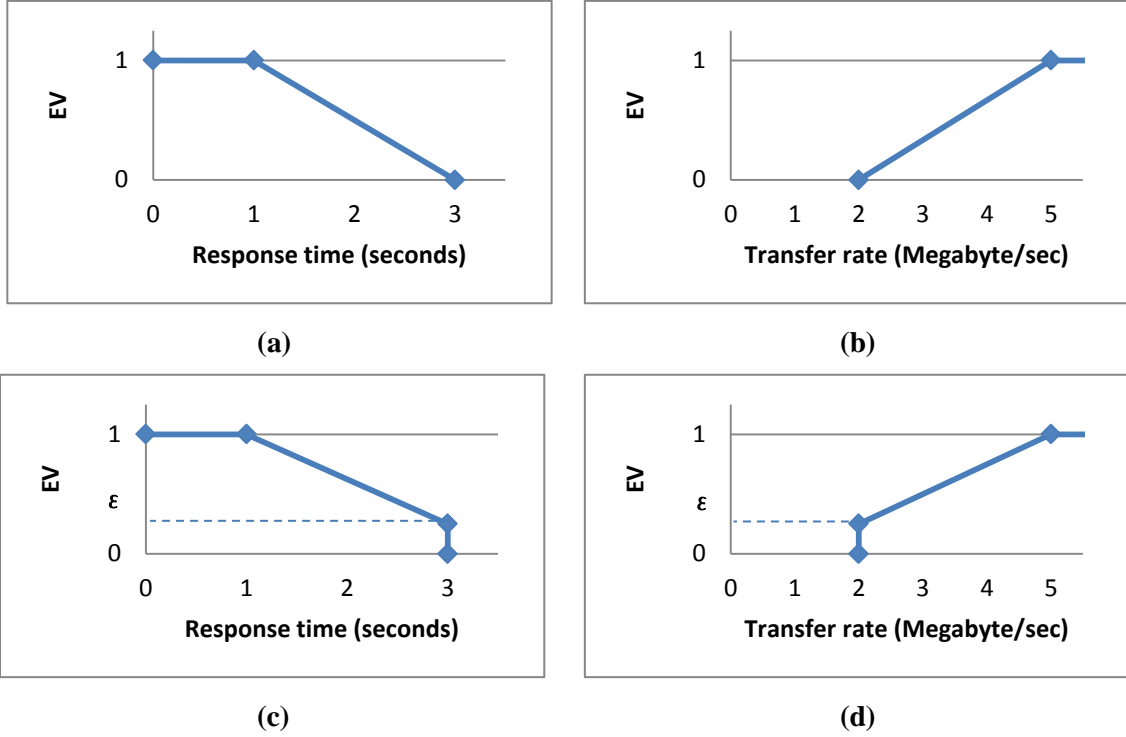 1
EV
0
0 1 2 3
Response time (seconds)
(a)
1
EV
0
0 1 2 3 4 5
Transfer rate (Megabyte/sec)
(b)
1
EV
ε
0
0 1 2 3
Response time (seconds)
(c)
1
EV
ε
0
0 1 2 3 4 5
Transfer rate (Megabyte/sec)
(d)